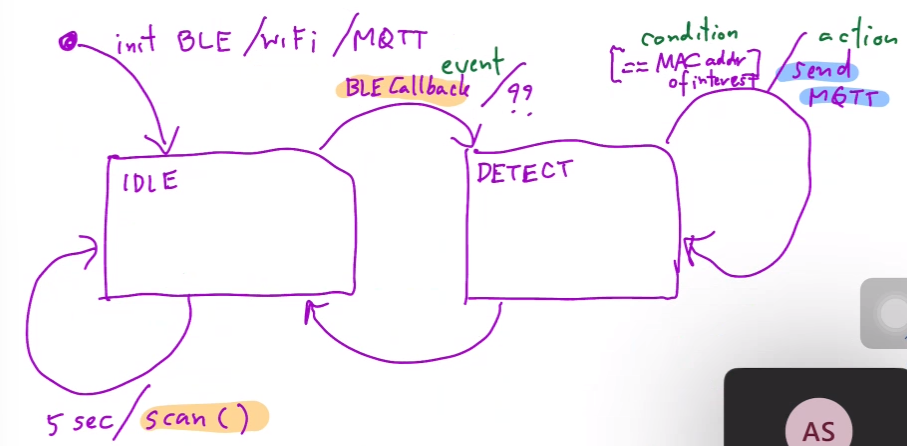 init BLE / WiFi / MQTT
event
BLE Callback / ??
condition
[== MAC addr
of interest]
/ action
send
MQTT
IDLE
DETECT
5 sec / scan ( )
AS